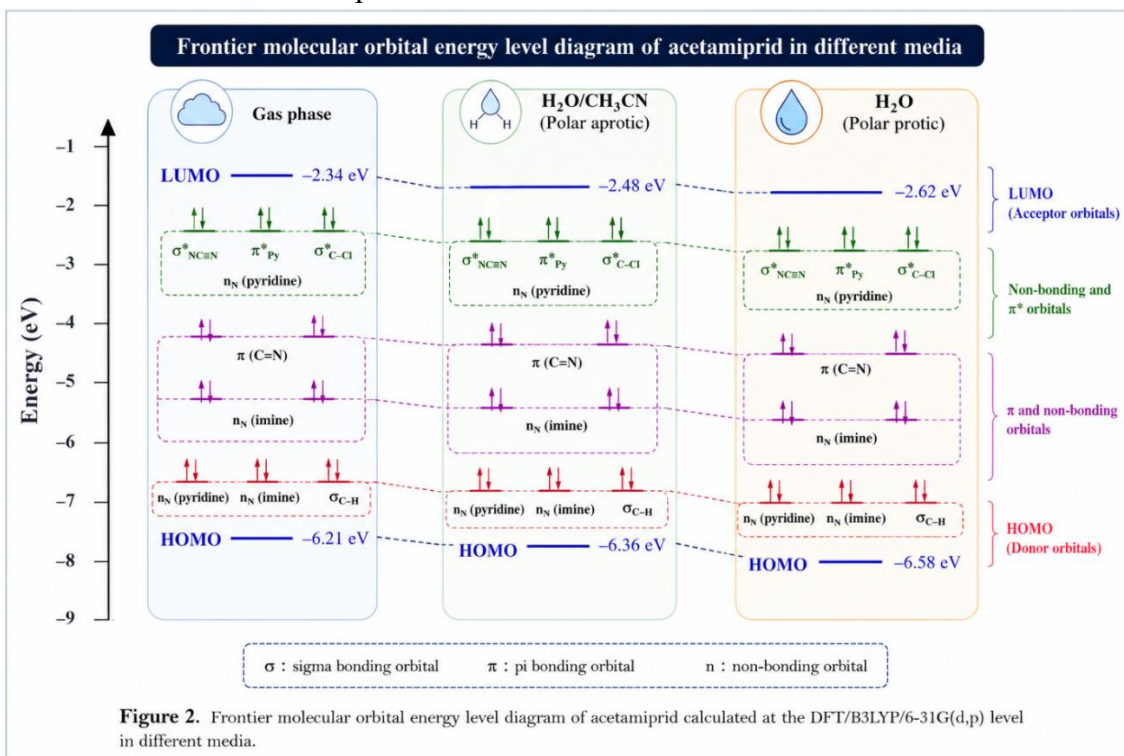 Frontier molecular orbital energy level diagram of acetamiprid in different media
Gas phase
H₂O/CH₃CN
(Polar aprotic)
H₂O
(Polar protic)
H H
Energy (eV)
−1
−2
−3
−4
−5
−6
−7
−8
−9
LUMO −2.34 eV
σ*NC≡N π*Py σ*C–Cl
nN (pyridine)
π (C=N)
nN (imine)
nN (pyridine) nN (imine) σC–H
HOMO −6.21 eV
−2.48 eV
σ*NC≡N π*Py σ*C–Cl
nN (pyridine)
π (C=N)
nN (imine)
nN (pyridine) nN (imine) σC–H
HOMO −6.36 eV
−2.62 eV
σ*NC≡N π*Py σ*C–Cl
nN (pyridine)
π (C=N)
nN (imine)
nN (pyridine) nN (imine) σC–H
HOMO −6.58 eV
LUMO
(Acceptor orbitals)
Non-bonding and
π* orbitals
π and non-bonding
orbitals
HOMO
(Donor orbitals)
σ : sigma bonding orbital π : pi bonding orbital n : non-bonding orbital
Figure 2. Frontier molecular orbital energy level diagram of acetamiprid calculated at the DFT/B3LYP/6-31G(d,p) level
in different media.